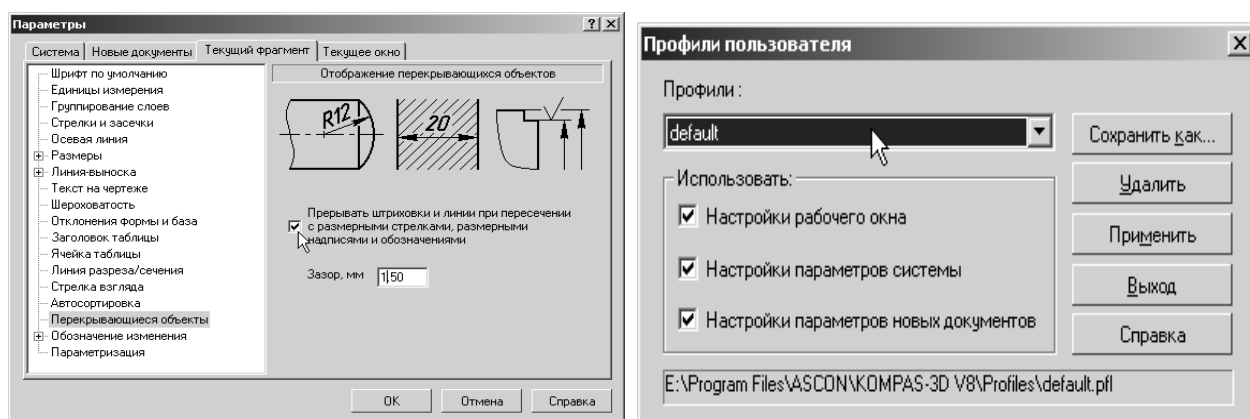 Параметры
Система
Новые документы
Текущий фрагмент
Текущее окно
Шрифт по умолчанию
Единицы измерения
Группирование слоев
Стрелки и засечки
Осевая линия
Размеры
Линия-выноска
Текст на чертеже
Шероховатость
Отклонения формы и база
Заголовок таблицы
Ячейка таблицы
Линия разреза/сечения
Стрелка взгляда
Автосортировка
Перекрывающиеся объекты
Обозначение изменения
Параметризация
Отображение перекрывающихся объектов
R12
20
Прерывать штриховки и линии при пересечении
с размерными стрелками, размерными
надписями и обозначениями
Зазор, мм 1.50
OK
Отмена
Справка
Профили пользователя
Профили :
default
Использовать:
Настройки рабочего окна
Настройки параметров системы
Настройки параметров новых документов
Сохранить как...
Удалить
Применить
Выход
Справка
E:\Program Files\ASCON\KOMPAS-3D V8\Profiles\default.pfl